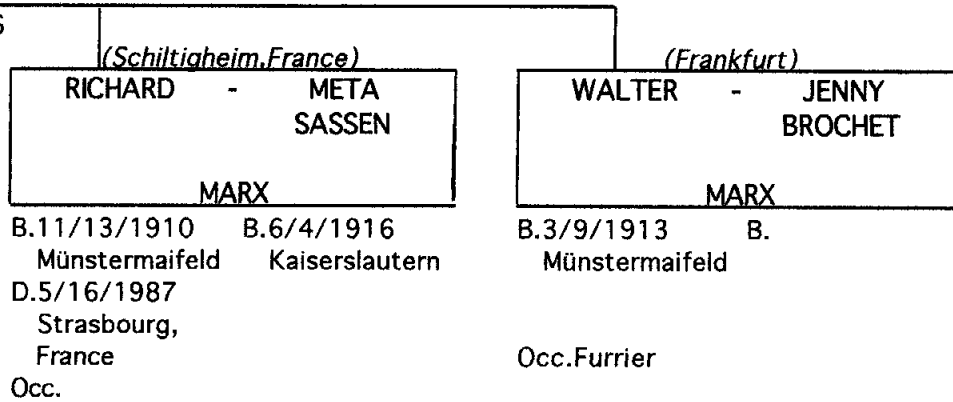 (Schiltigheim,France)
RICHARD - META
SASSEN
MARX
B.11/13/1910 B.6/4/1916
Münstermaifeld Kaiserslautern
D.5/16/1987
Strasbourg,
France
Occ.
(Frankfurt)
WALTER - JENNY
BROCHET
MARX
B.3/9/1913 B.
Münstermaifeld
Occ.Furrier